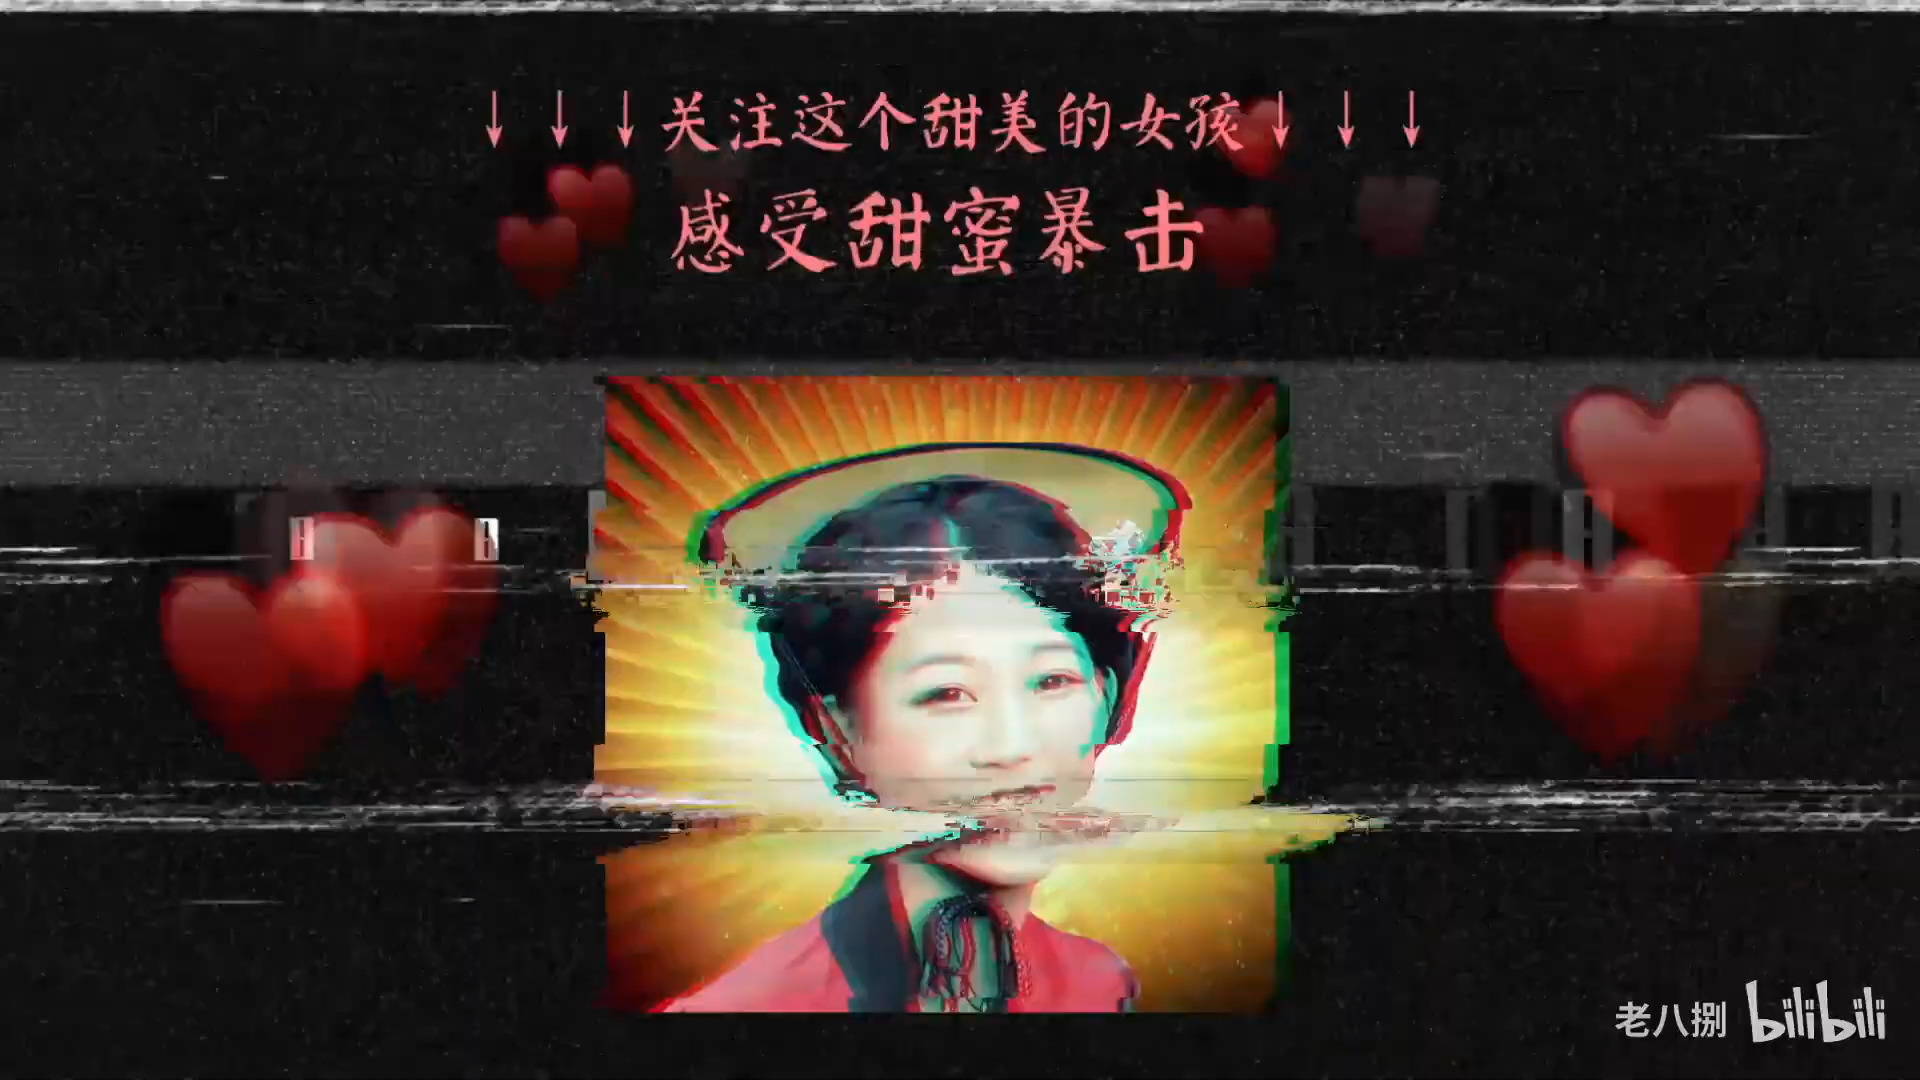 ↓ ↓ ↓关注这个甜美的女孩↓ ↓ ↓
感受甜蜜暴击
老八捌 bilibili